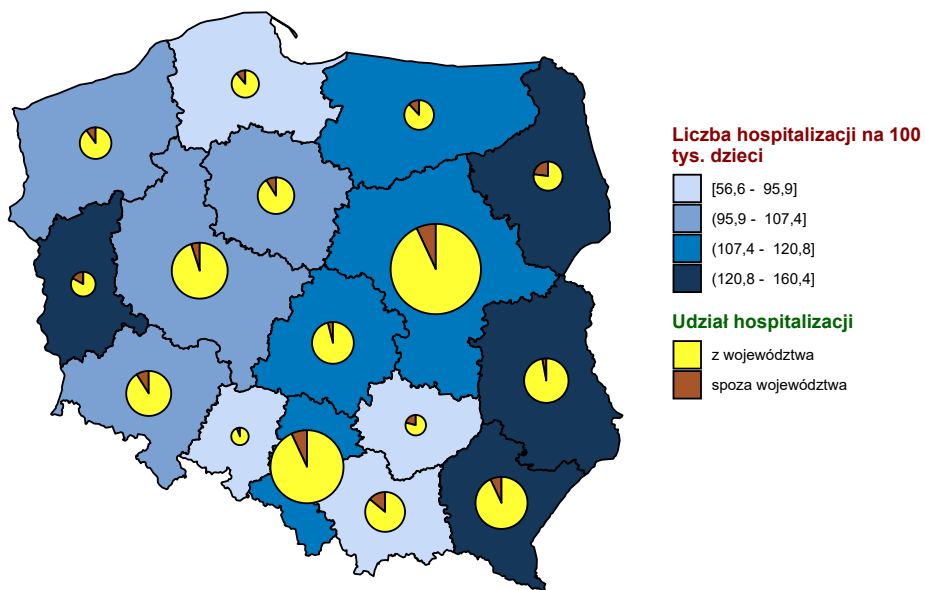 Liczba hospitalizacji na 100
tys. dzieci
[56,6 - 95,9]
(95,9 - 107,4]
(107,4 - 120,8]
(120,8 - 160,4]
Udział hospitalizacji
z województwa
spoza województwa